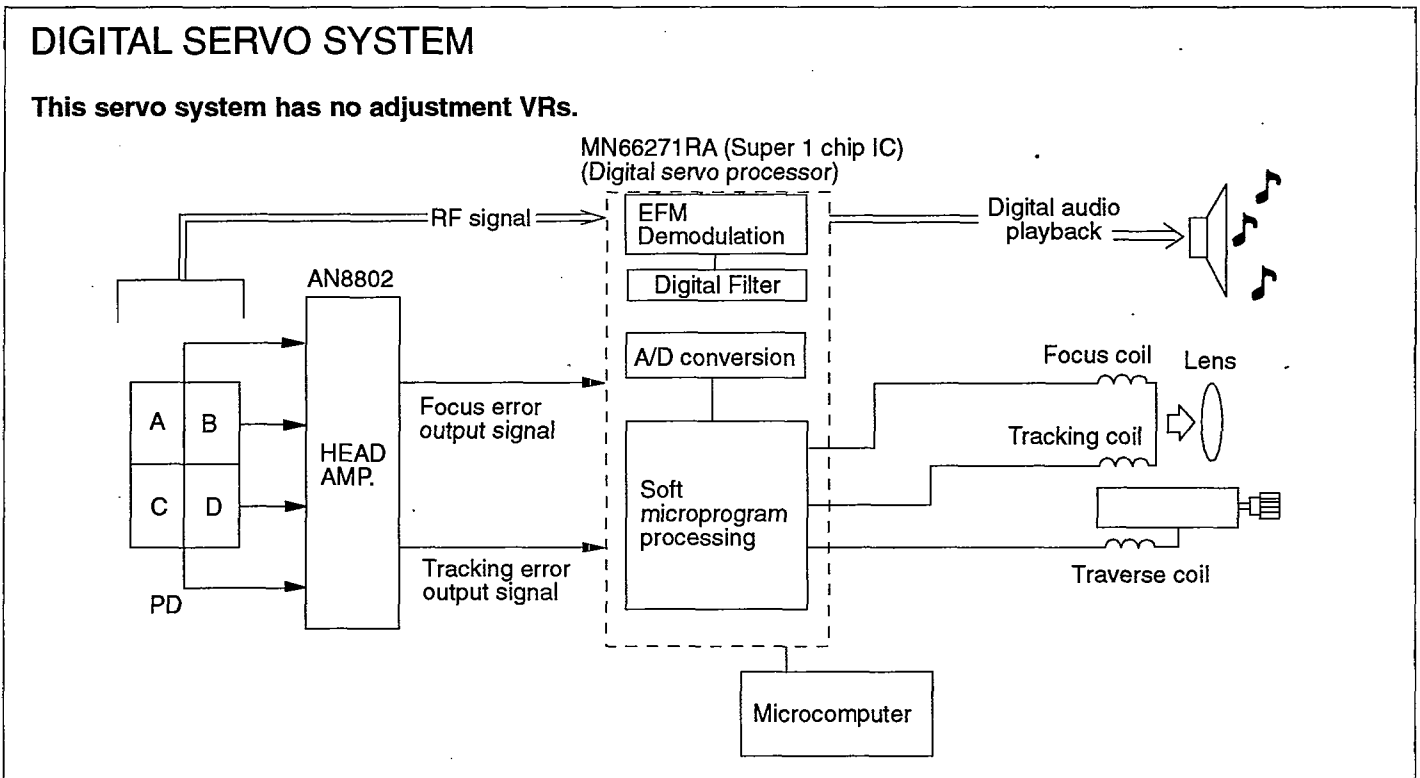 DIGITAL SERVO SYSTEM
This servo system has no adjustment VRs.
MN66271RA (Super 1 chip IC)
(Digital servo processor)
RF signal
EFM
Demodulation
Digital Filter
Digital audio
playback
AN8802
A/D conversion
Focus coil
Lens
A
B
C
D
PD
HEAD
AMP.
Focus error
output signal
Tracking error
output signal
Soft
microprogram
processing
Tracking coil
Traverse coil
Microcomputer